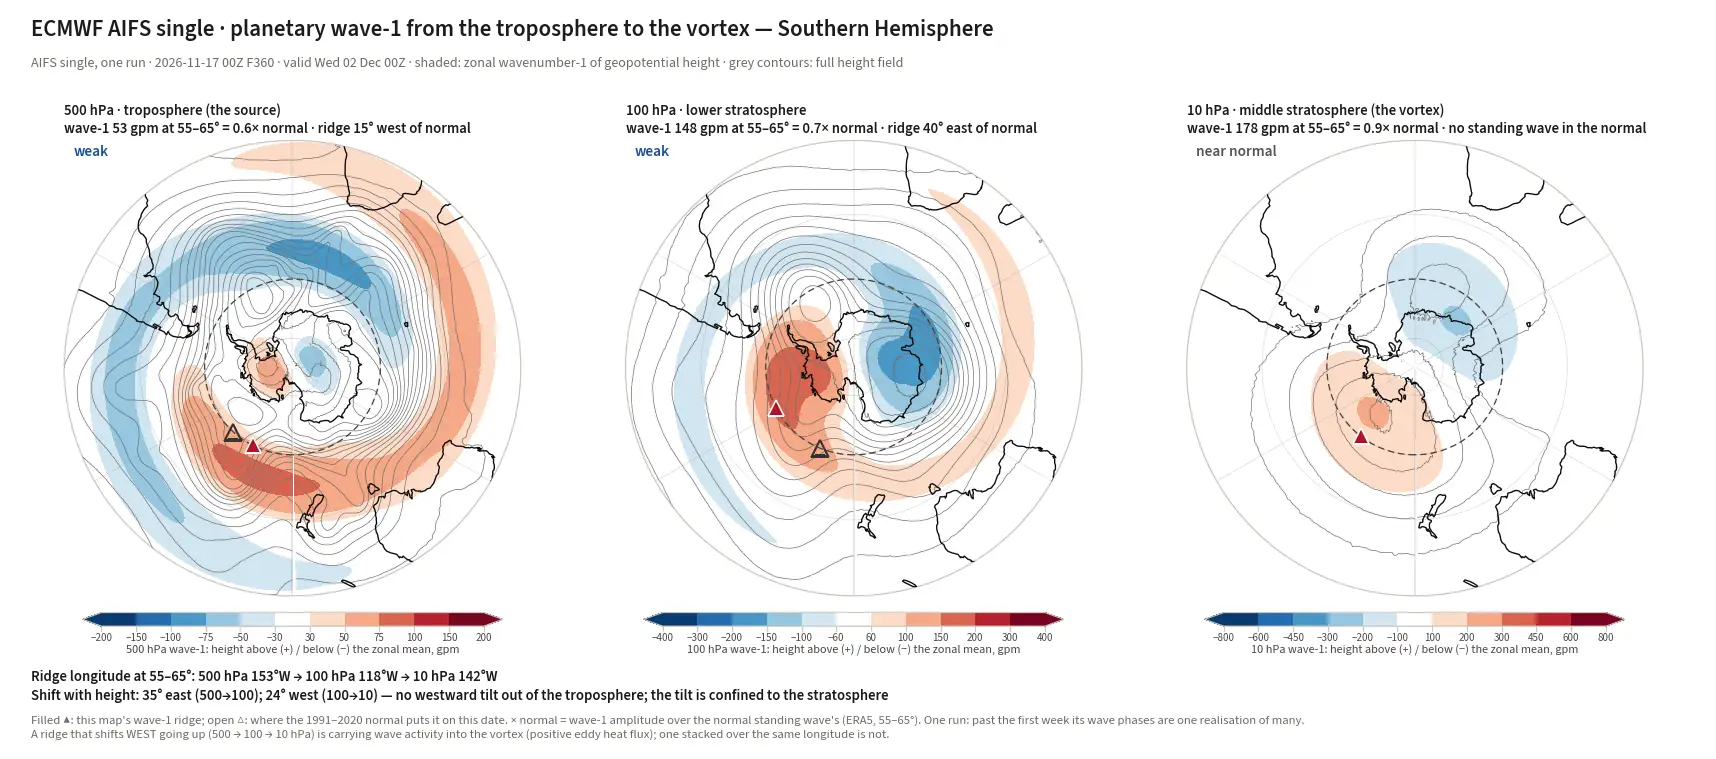 ECMWF AIFS single · planetary wave-1 from the troposphere to the vortex — Southern Hemisphere
AIFS single, one run · 2026-11-17 00Z F360 · valid Wed 02 Dec 00Z · shaded: zonal wavenumber-1 of geopotential height · grey contours: full height field
500 hPa · troposphere (the source)
wave-1 53 gpm at 55–65° = 0.6× normal · ridge 15° west of normal
weak
100 hPa · lower stratosphere
wave-1 148 gpm at 55–65° = 0.7× normal · ridge 40° east of normal
weak
10 hPa · middle stratosphere (the vortex)
wave-1 178 gpm at 55–65° = 0.9× normal · no standing wave in the normal
near normal
−200 −150 −100 −75 −50 −30 30 50 75 100 150 200
500 hPa wave-1: height above (+) / below (−) the zonal mean, gpm
−400 −300 −200 −150 −100 −60 60 100 150 200 300 400
100 hPa wave-1: height above (+) / below (−) the zonal mean, gpm
−800 −600 −450 −300 −200 −100 100 200 300 450 600 800
10 hPa wave-1: height above (+) / below (−) the zonal mean, gpm
Ridge longitude at 55–65°: 500 hPa 153°W → 100 hPa 118°W → 10 hPa 142°W
Shift with height: 35° east (500→100); 24° west (100→10) — no westward tilt out of the troposphere; the tilt is confined to the stratosphere
Filled ▲: this map's wave-1 ridge; open △: where the 1991–2020 normal puts it on this date. × normal = wave-1 amplitude over the normal standing wave's (ERA5, 55–65°). One run: past the first week its wave phases are one realisation of many.
A ridge that shifts WEST going up (500 → 100 → 10 hPa) is carrying wave activity into the vortex (positive eddy heat flux); one stacked over the same longitude is not.